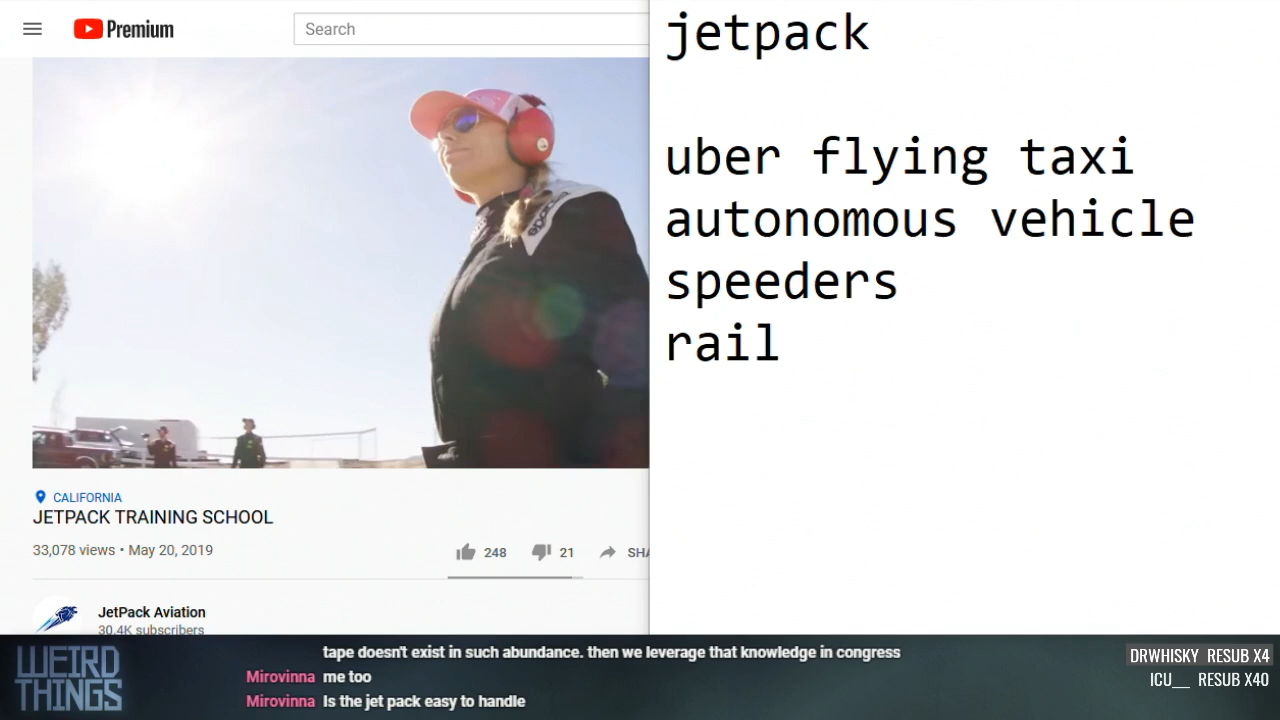 Premium
Search
jetpack
uber flying taxi
autonomous vehicle
speeders
rail
CALIFORNIA
JETPACK TRAINING SCHOOL
33,078 views • May 20, 2019
248
21
SHA
JetPack Aviation
30.4K subscribers
WEIRD
THINGS
tape doesn't exist in such abundance. then we leverage that knowledge in congress
Mirovinna me too
Mirovinna Is the jet pack easy to handle
DRWHISKY RESUB X4
ICU__ RESUB X40